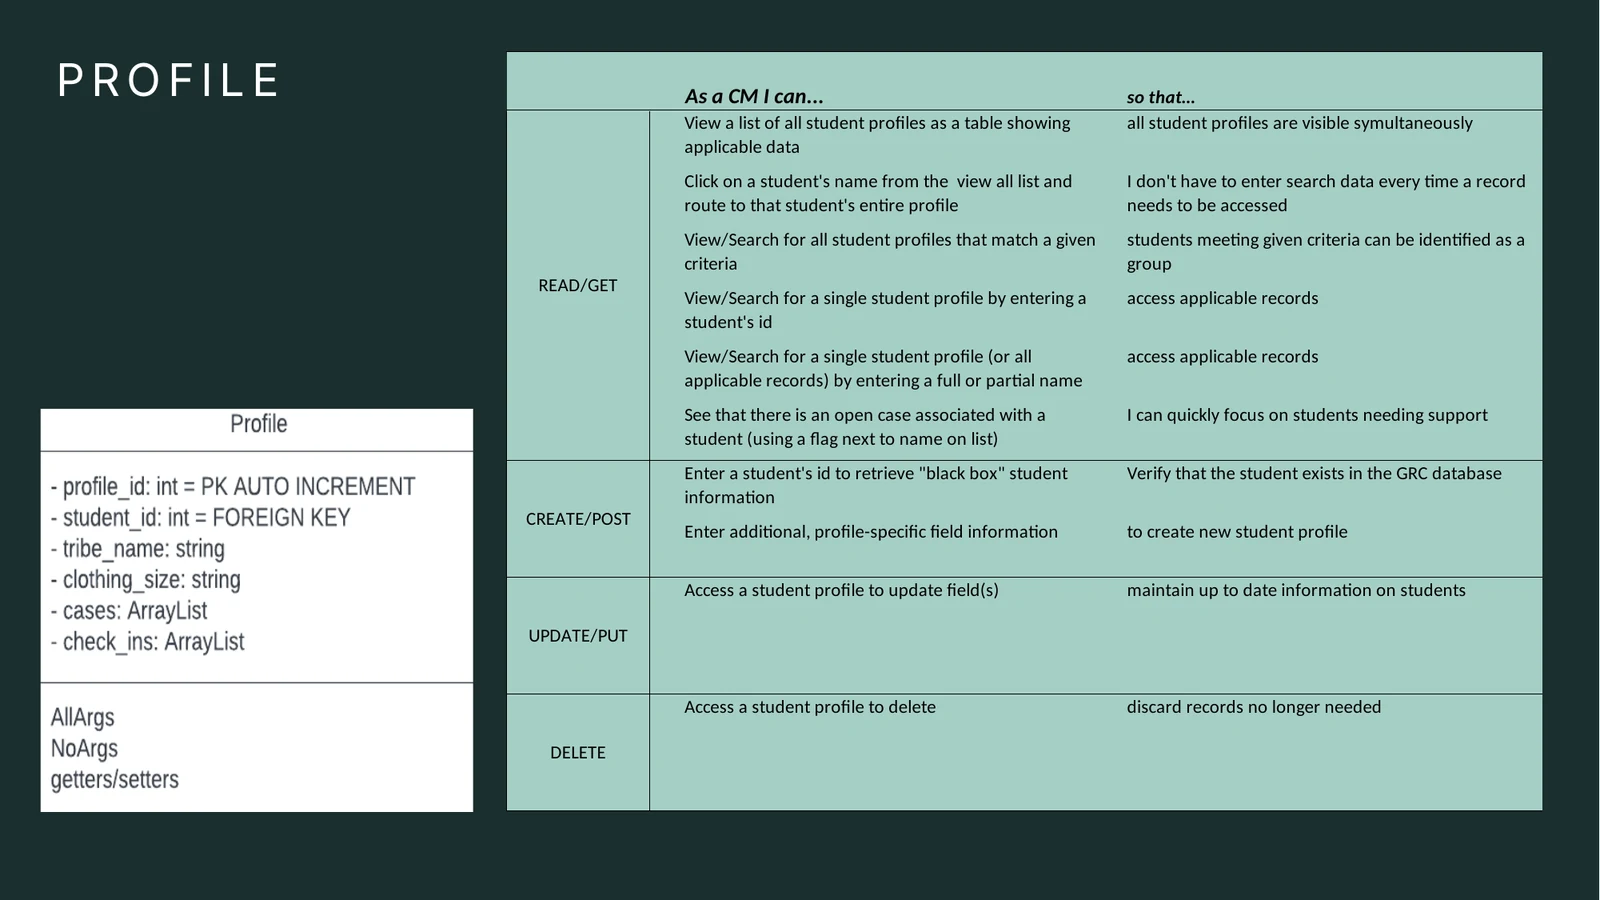 PROFILE
Profile
- profile_id: int = PK AUTO INCREMENT
- student_id: int = FOREIGN KEY
- tribe_name: string
- clothing_size: string
- cases: ArrayList
- check_ins: ArrayList
AllArgs
NoArgs
getters/setters
As a CM I can...
so that...
READ/GET
View a list of all student profiles as a table showing
applicable data
all student profiles are visible symultaneously
Click on a student's name from the  view all list and
route to that student's entire profile
I don't have to enter search data every time a record
needs to be accessed
View/Search for all student profiles that match a given
criteria
students meeting given criteria can be identified as a
group
View/Search for a single student profile by entering a
student's id
access applicable records
View/Search for a single student profile (or all
applicable records) by entering a full or partial name
access applicable records
See that there is an open case associated with a
student (using a flag next to name on list)
I can quickly focus on students needing support
CREATE/POST
Enter a student's id to retrieve "black box" student
information
Verify that the student exists in the GRC database
Enter additional, profile-specific field information
to create new student profile
UPDATE/PUT
Access a student profile to update field(s)
maintain up to date information on students
DELETE
Access a student profile to delete
discard records no longer needed